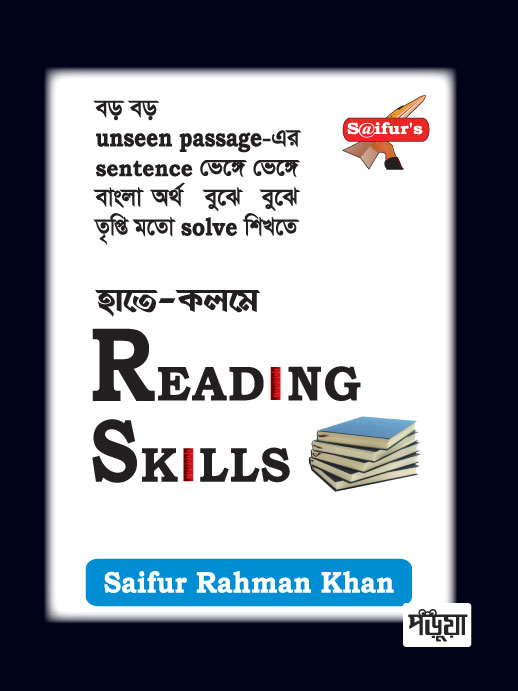 বড় বড়
unseen passage-এর
sentence ভেঙ্গে ভেঙ্গে
বাংলা অর্থ বুঝে বুঝে
তৃপ্তি মতো solve শিখতে
S@ifur's
হাতে-কলমে
READING
SKILLS
Saifur Rahman Khan
পড়ুয়া